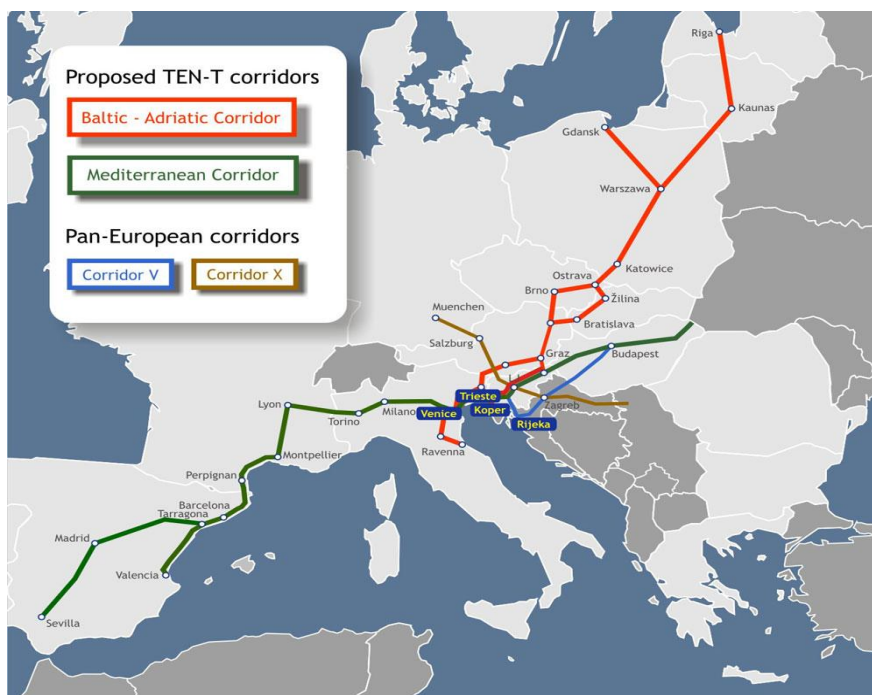 Proposed TEN-T corridors
Baltic - Adriatic Corridor
Mediterranean Corridor
Pan-European corridors
Corridor V
Corridor X
Riga
Kaunas
Gdansk
Warszawa
Katowice
Ostrava
Brno
Žilina
Bratislava
Muenchen
Salzburg
Graz
Budapest
Zagreb
Trieste
Koper
Venice
Rijeka
Ravenna
Milano
Torino
Lyon
Montpellier
Perpignan
Barcelona
Tarragona
Madrid
Valencia
Sevilla